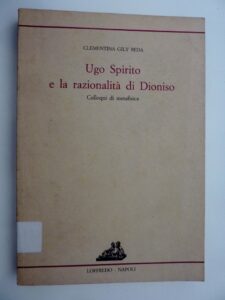 CLEMENTINA GILY REDA
Ugo Spirito
e la razionalità di Dioniso
Colloqui di metafisica
LOFFREDO - NAPOLI